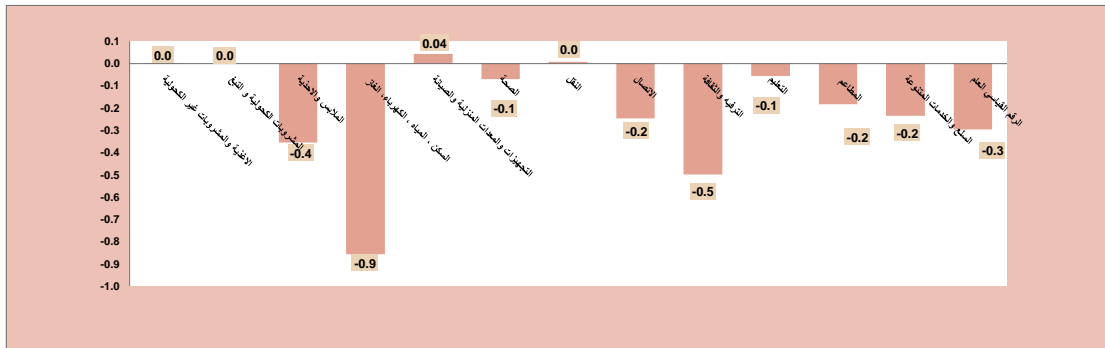 0.1
0.0
-0.1
-0.2
-0.3
-0.4
-0.5
-0.6
-0.7
-0.8
-0.9
-1.0
0.0
0.0
-0.4
-0.9
0.04
-0.1
0.0
-0.2
-0.5
-0.1
-0.2
-0.2
-0.3
الاغذية والمشروبات غير الكحولية
المشروبات الكحولية و التبغ
الملابس والاحذية
السكن ، المياه ، الكهرباء، الغاز
التجهيزات والمعدات المنزلية والصيانة
الصحة
النقل
الاتصال
الترفيه والثقافة
التعليم
المطاعم
السلع والخدمات المتنوعة
الرقم القياسي العام